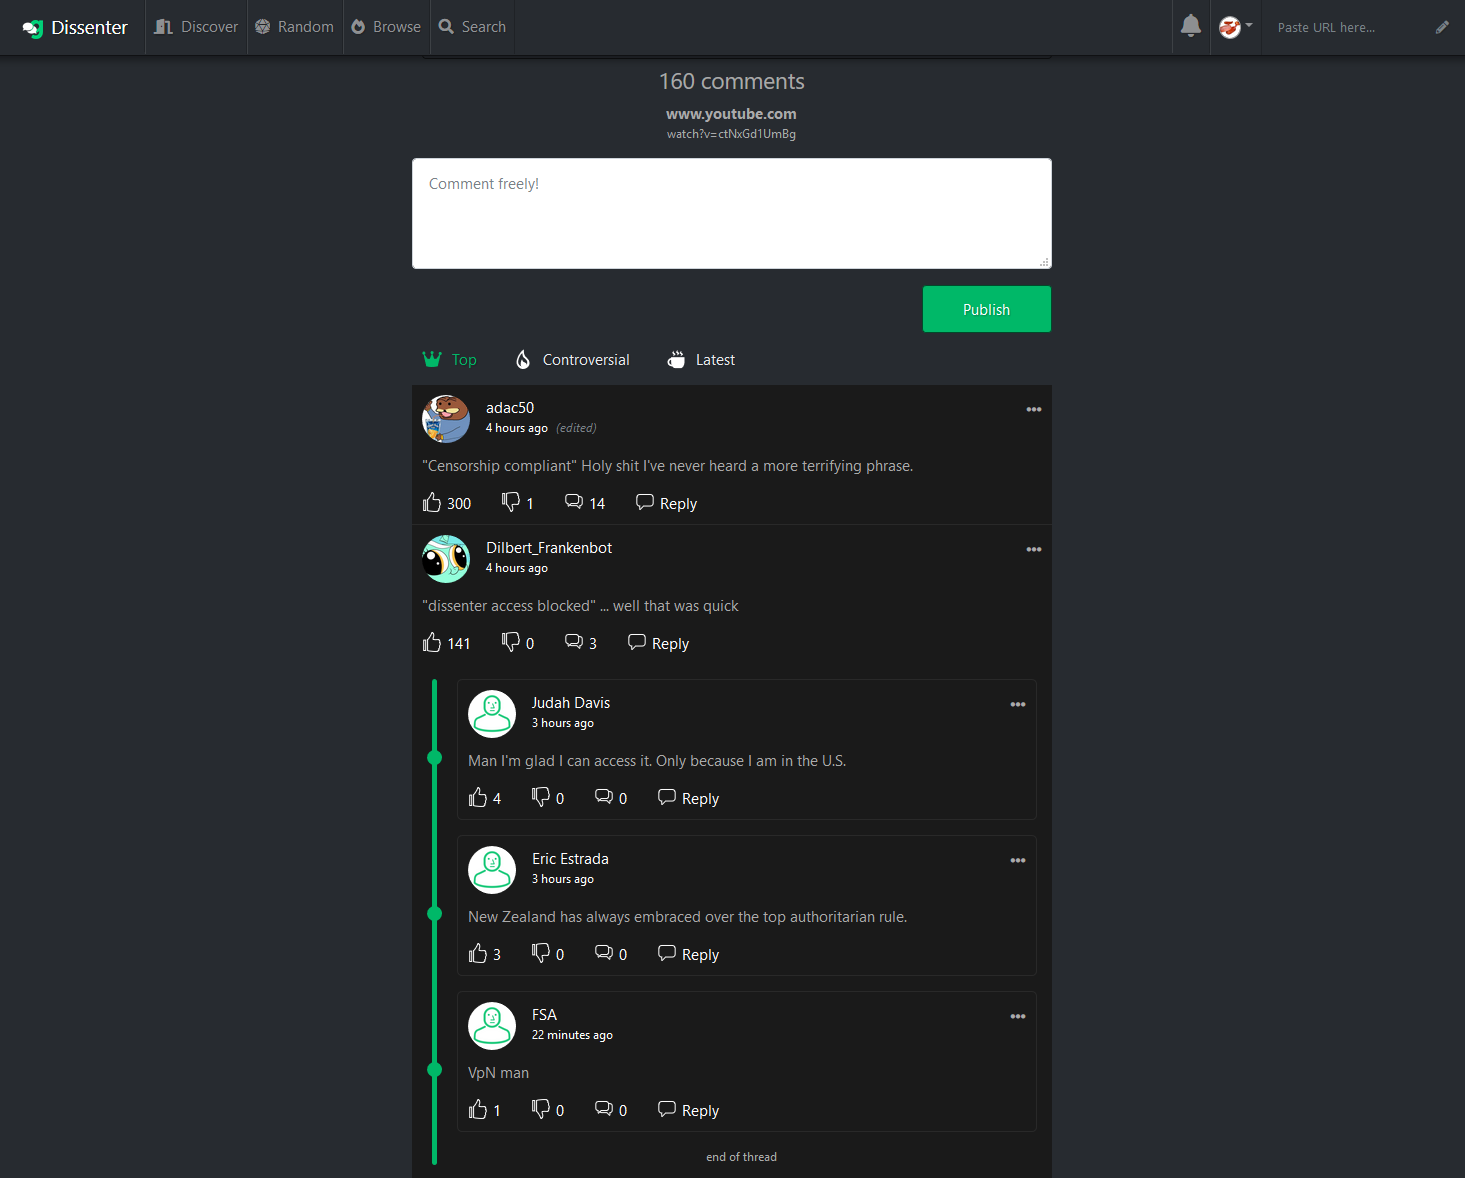 Dissenter
Discover
Random
Browse
Search
Paste URL here...
160 comments
www.youtube.com
watch?v=ctNxGd1UmBg
Comment freely!
Publish
Top
Controversial
Latest
adac50
4 hours ago (edited)
"Censorship compliant" Holy shit I've never heard a more terrifying phrase.
300 1 14 Reply
Dilbert_Frankenbot
4 hours ago
"dissenter access blocked" ... well that was quick
141 0 3 Reply
Judah Davis
3 hours ago
Man I'm glad I can access it. Only because I am in the U.S.
4 0 0 Reply
Eric Estrada
3 hours ago
New Zealand has always embraced over the top authoritarian rule.
3 0 0 Reply
FSA
22 minutes ago
VpN man
1 0 0 Reply
end of thread